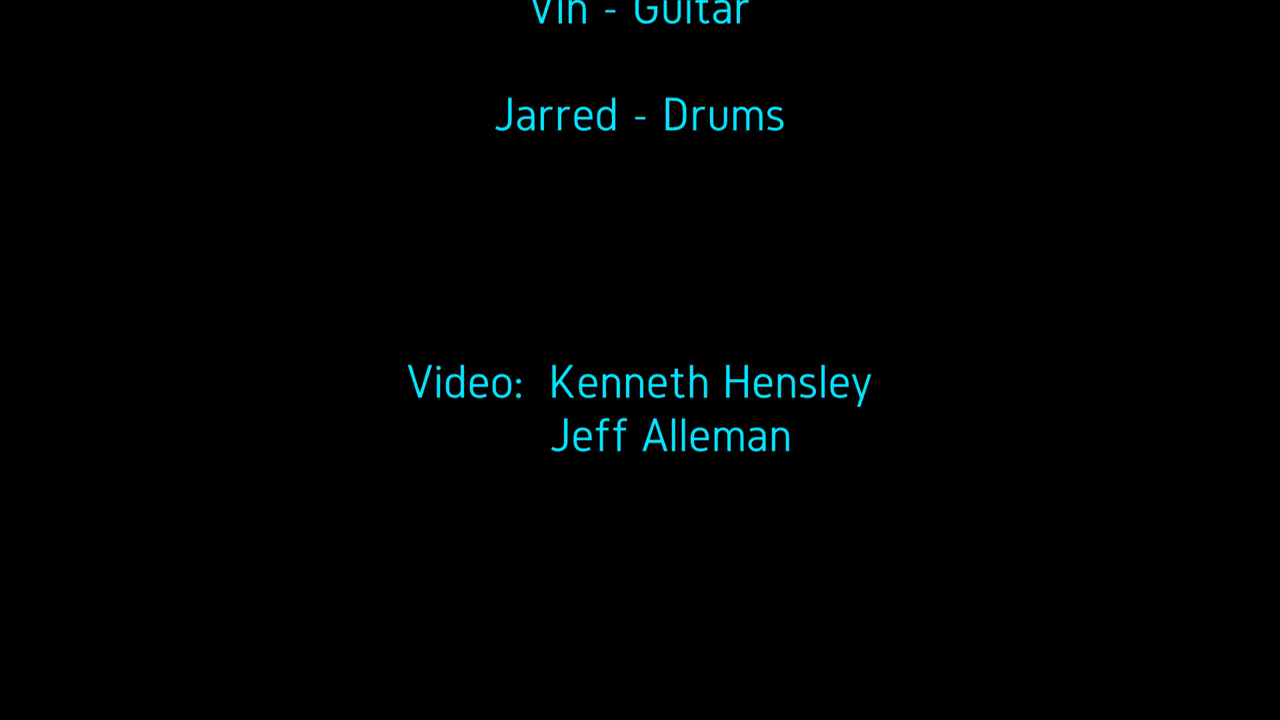 Vin - Guitar
Jarred - Drums
Video: Kenneth Hensley
Jeff Alleman